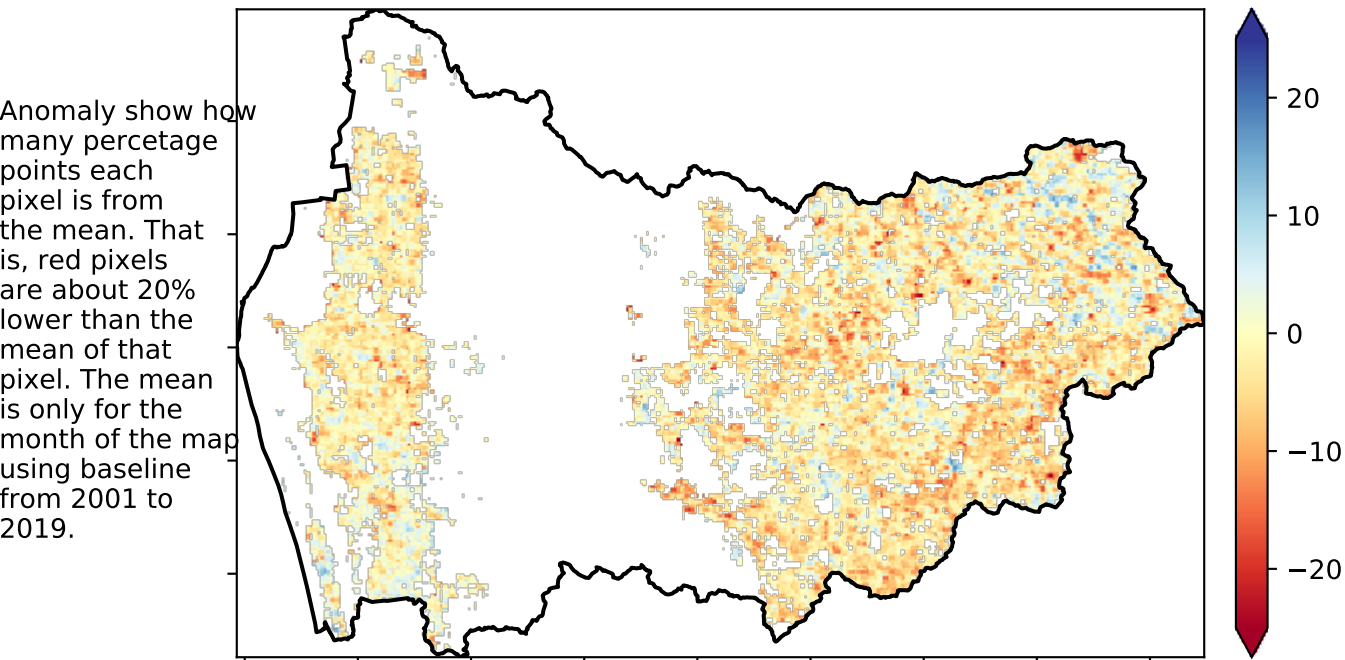 Anomaly show how
many percetage
points each
pixel is from
the mean. That
is, red pixels
are about 20%
lower than the
mean of that
pixel. The mean
is only for the
month of the map
using baseline
from 2001 to
2019.
20
10
0
−10
−20